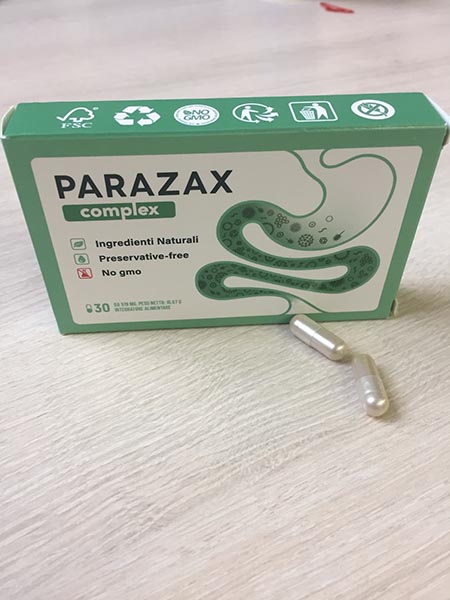 FSC
NO
GMO
PARAZAX
complex
Ingredienti Naturali
Preservative-free
No gmo
30
INTEGRATORE ALIMENTARE